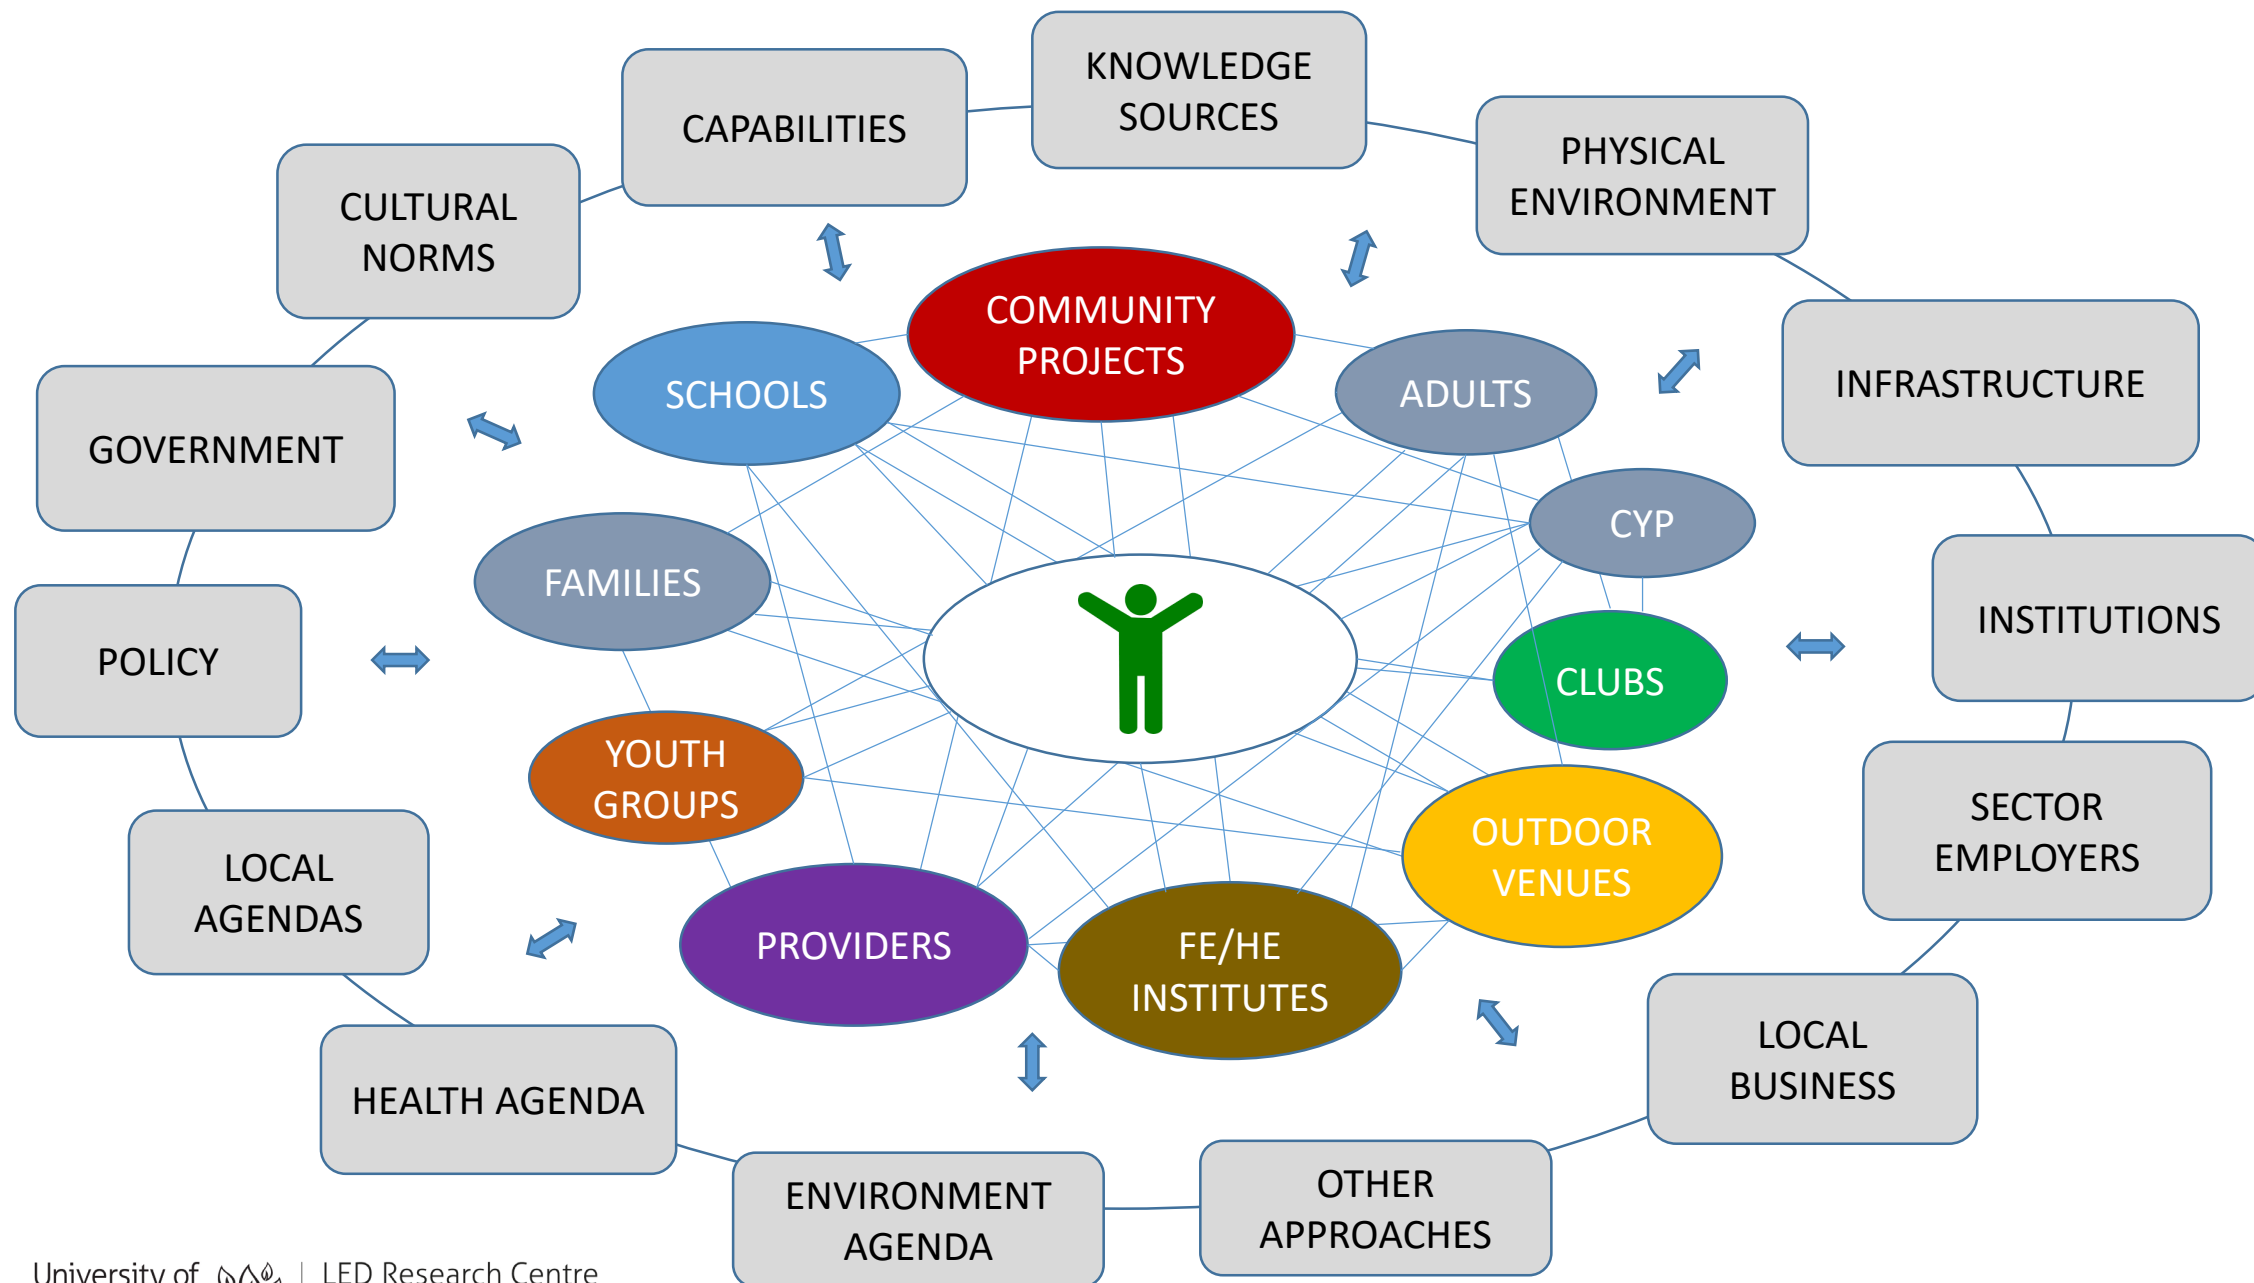 KNOWLEDGE
SOURCES
CAPABILITIES
PHYSICAL
ENVIRONMENT
CULTURAL
NORMS
COMMUNITY
PROJECTS
SCHOOLS
ADULTS
INFRASTRUCTURE
GOVERNMENT
CYP
FAMILIES
INSTITUTIONS
POLICY
CLUBS
YOUTH
GROUPS
SECTOR
EMPLOYERS
OUTDOOR
VENUES
LOCAL
AGENDAS
PROVIDERS
FE/HE
INSTITUTES
LOCAL
BUSINESS
HEALTH AGENDA
ENVIRONMENT
AGENDA
OTHER
APPROACHES
University of | LED Research Centre